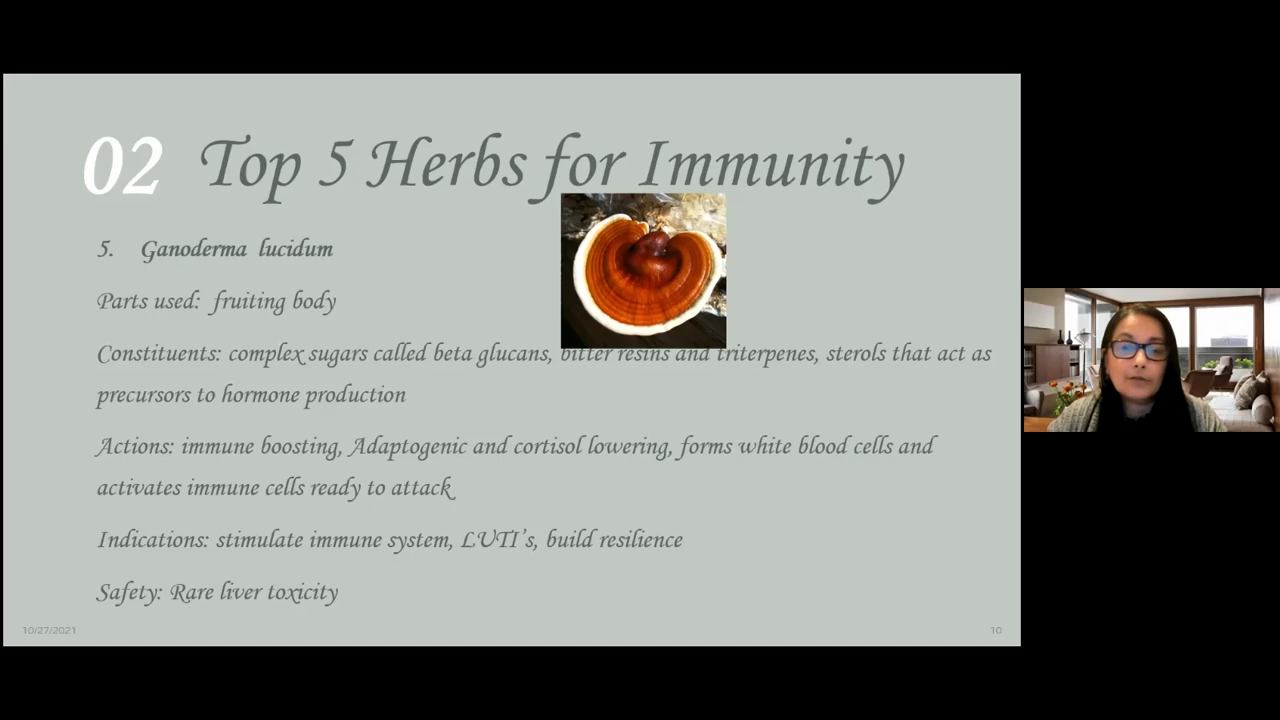 02 Top 5 Herbs for Immunity
5. Ganoderma lucidum
Parts used: fruiting body
Constituents: complex sugars called beta glucans, bitter resins and triterpenes, sterols that act as
precursors to hormone production
Actions: immune boosting, Adaptogenic and cortisol lowering, forms white blood cells and
activates immune cells ready to attack
Indications: stimulate immune system, LUTI's, build resilience
Safety: Rare liver toxicity
10/27/2021
10